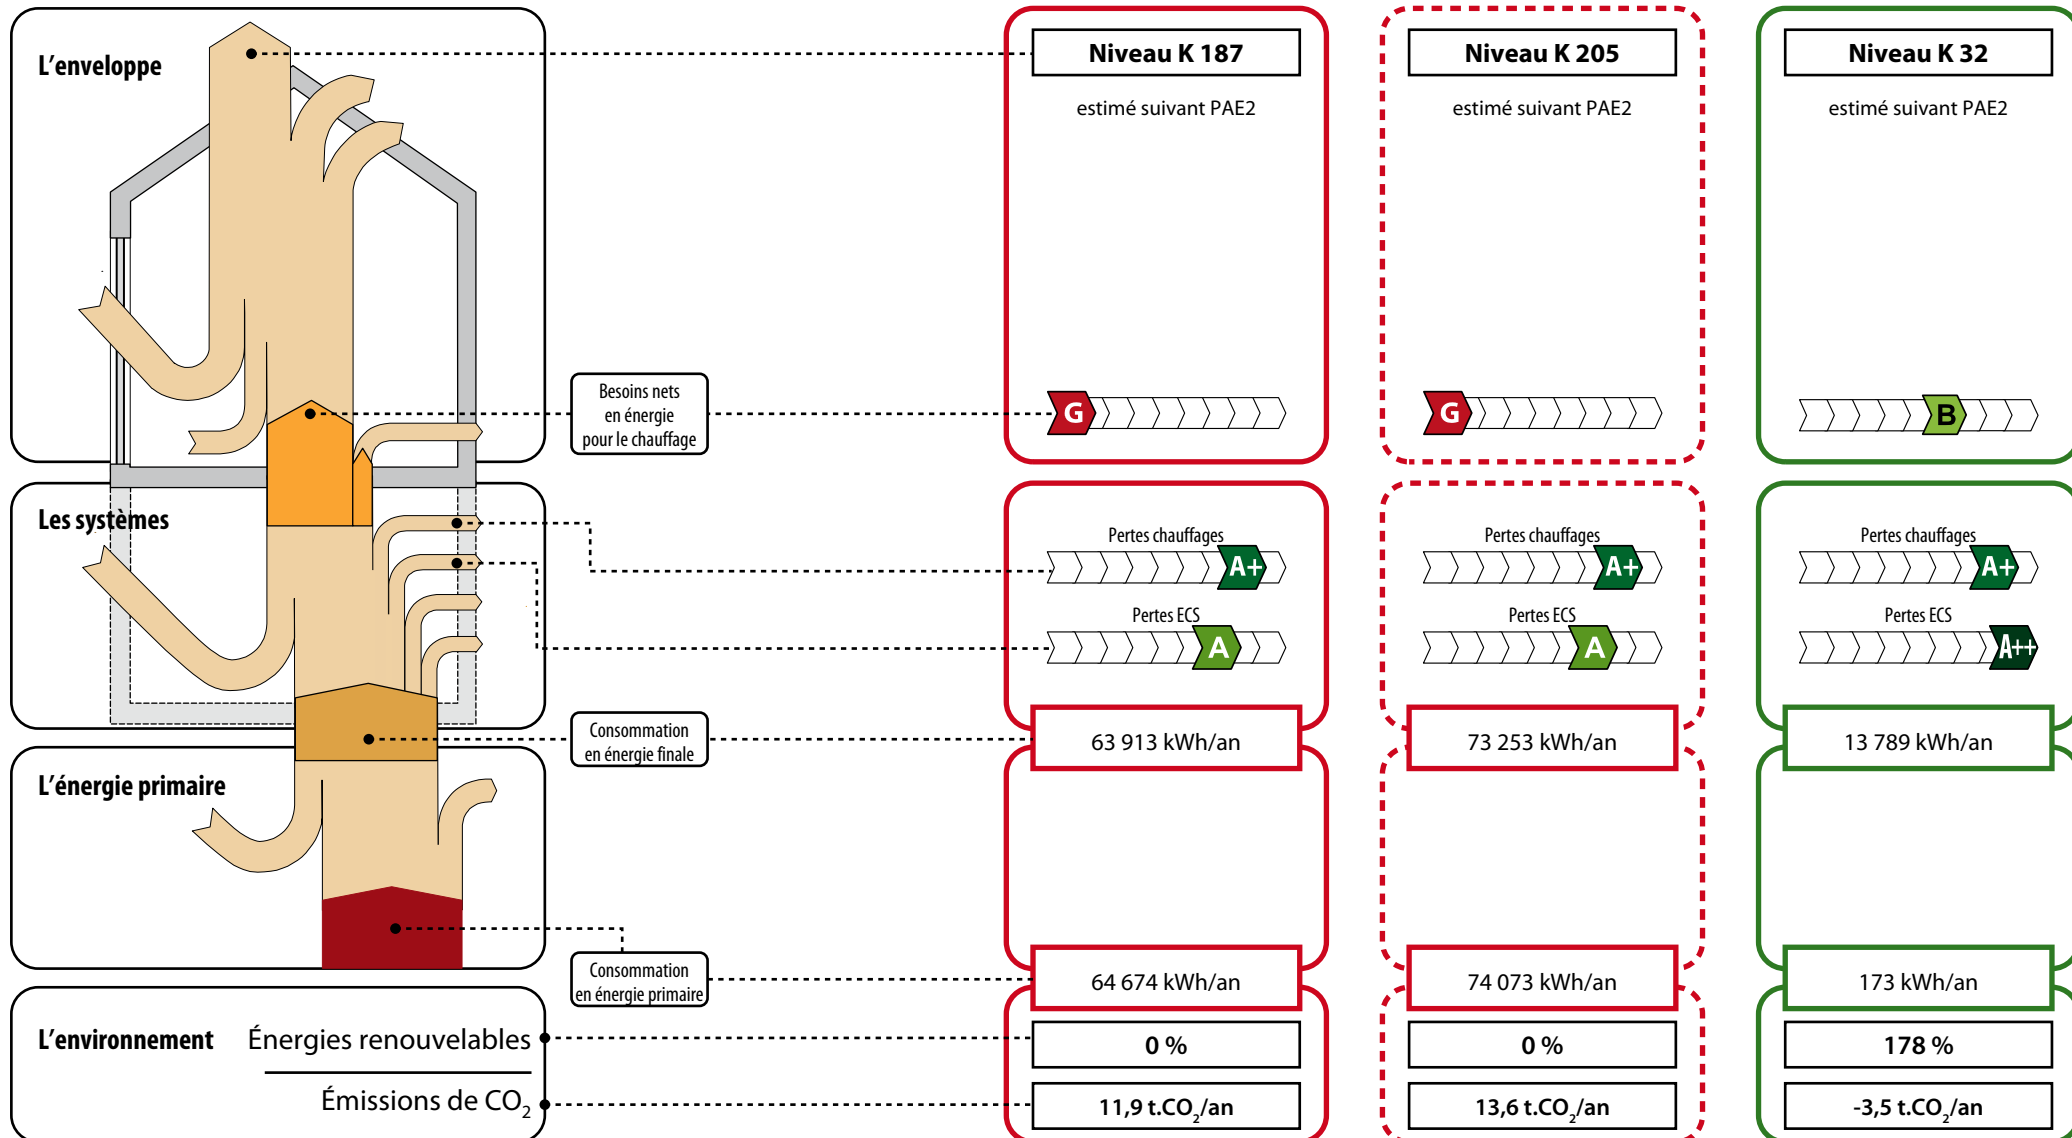 L'enveloppe
Niveau K 187
Niveau K 205
Niveau K 32
estimé suivant PAE2
estimé suivant PAE2
estimé suivant PAE2
Besoins nets
en énergie
pour le chauffage
G
G
B
Les systèmes
Pertes chauffages
A+
Pertes chauffages
A+
Pertes chauffages
A+
Pertes ECS
A
Pertes ECS
A
Pertes ECS
A++
Consommation
en énergie finale
63 913 kWh/an
73 253 kWh/an
13 789 kWh/an
L'énergie primaire
Consommation
en énergie primaire
64 674 kWh/an
74 073 kWh/an
173 kWh/an
L'environnement
Énergies renouvelables
0 %
0 %
178 %
Émissions de CO₂
11,9 t.CO₂/an
13,6 t.CO₂/an
-3,5 t.CO₂/an